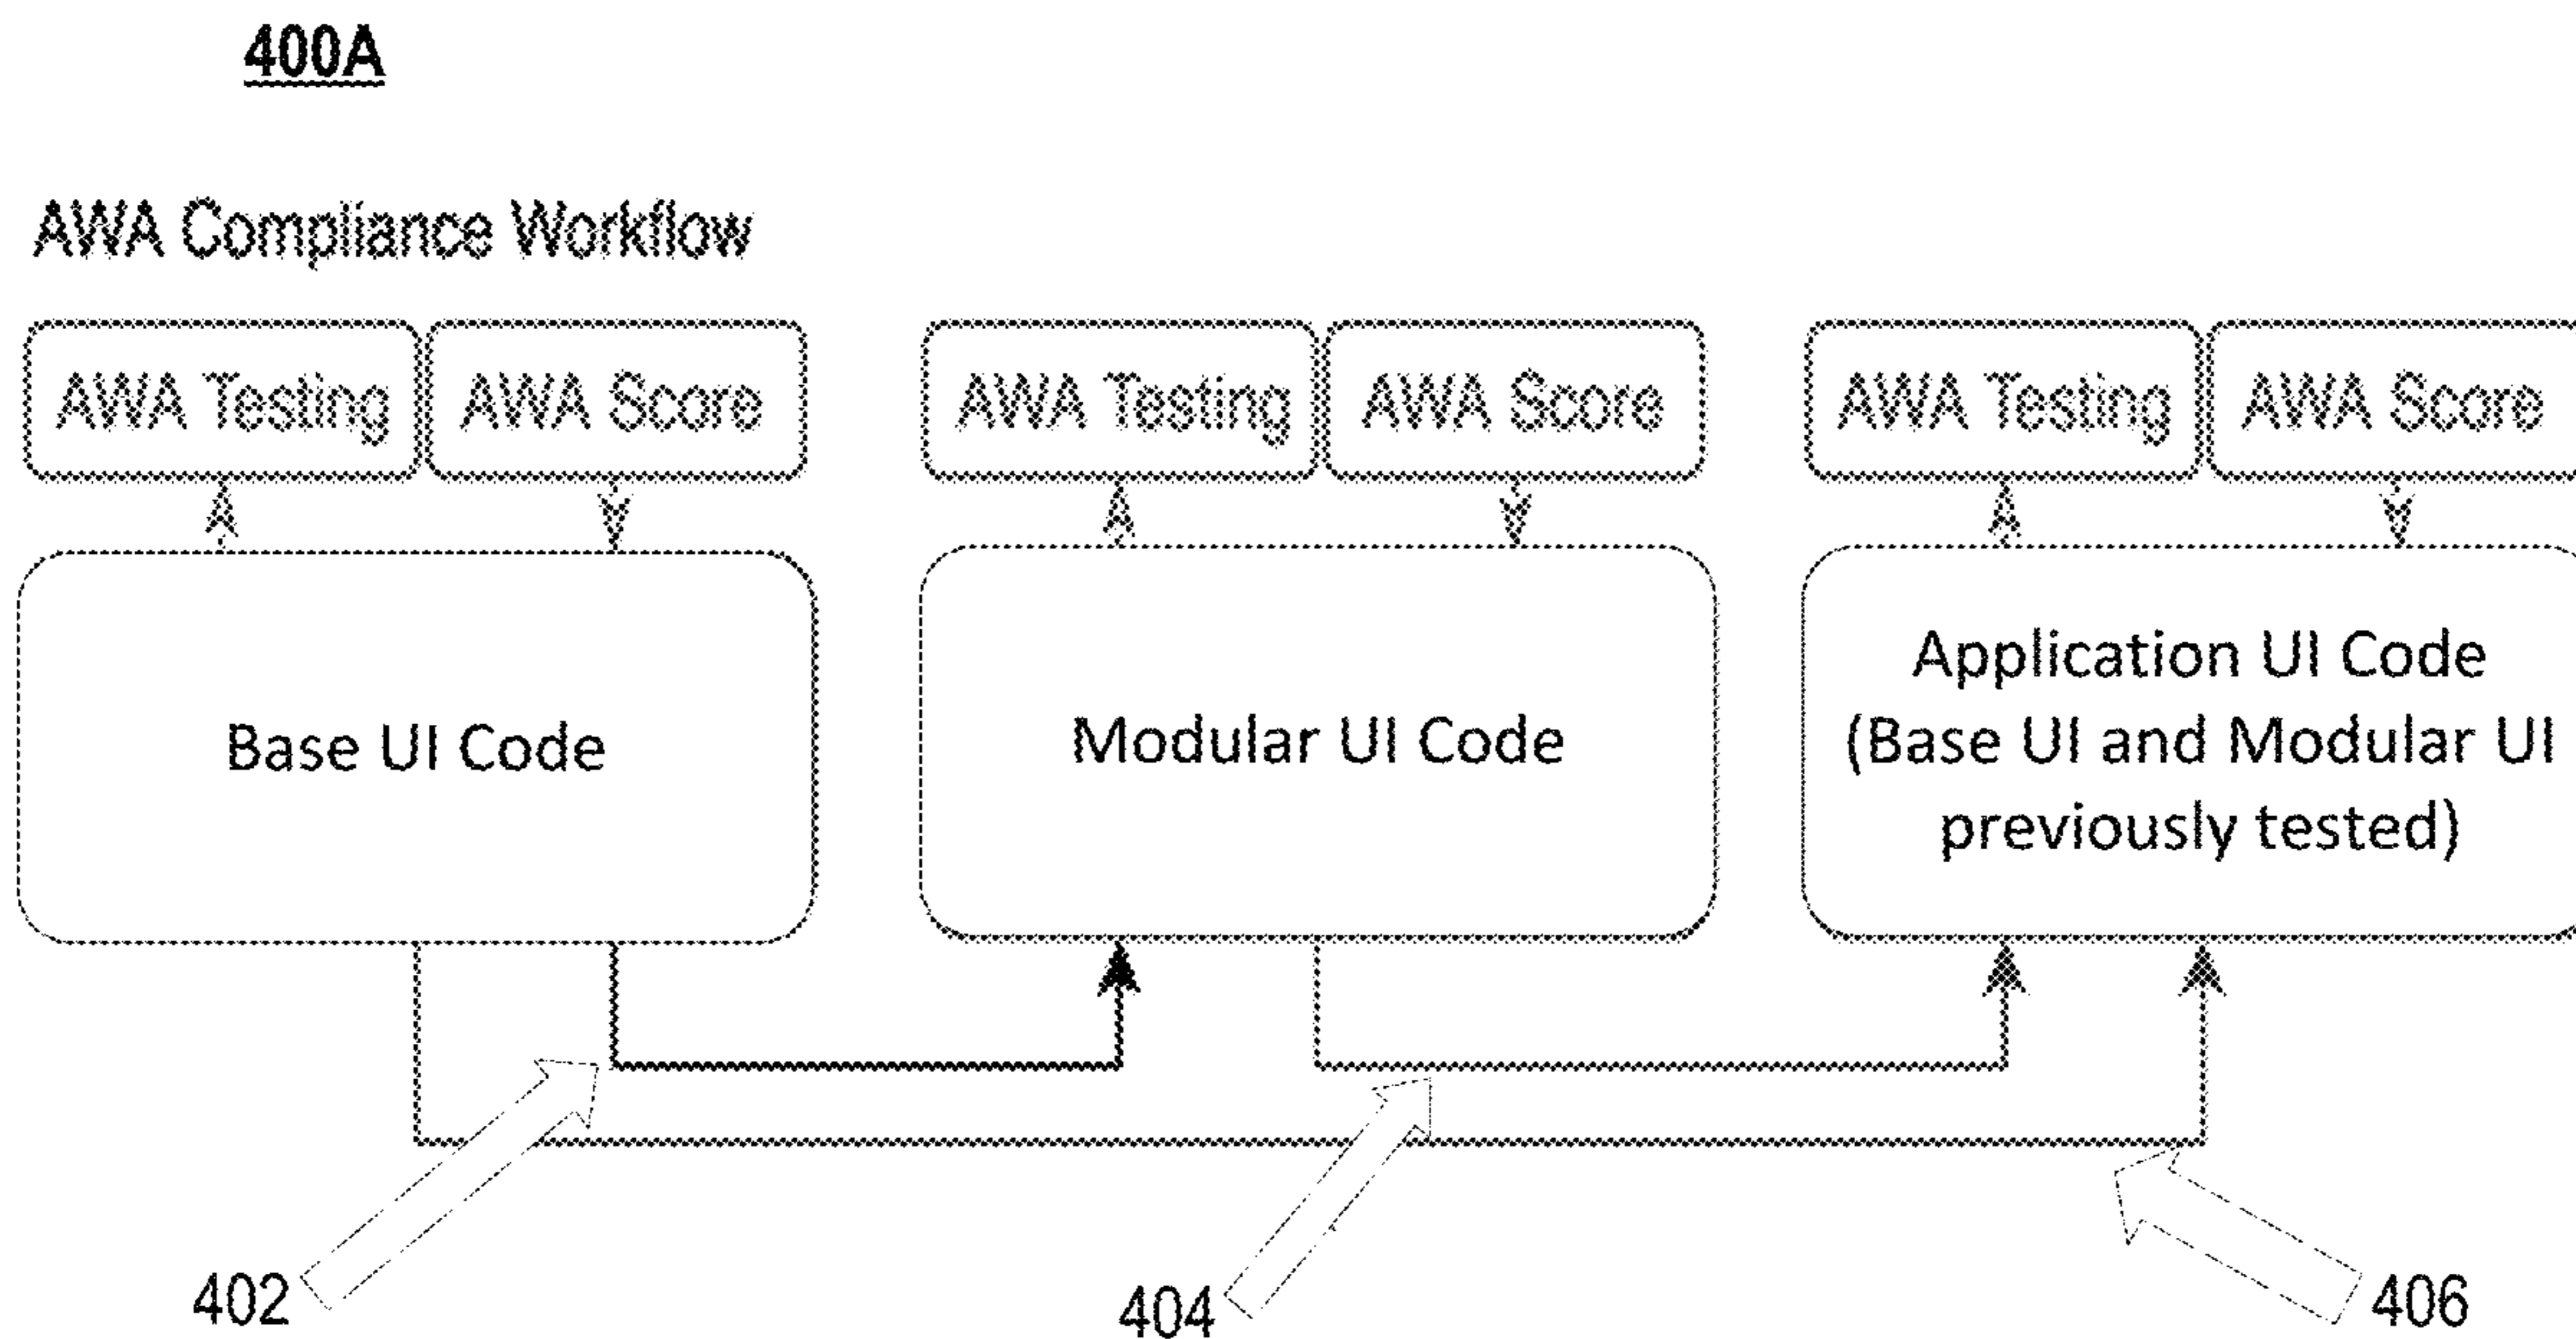 400A
AWA Compliance Workflow
AWA Testing
AWA Score
AWA Testing
AWA Score
AWA Testing
AWA Score
Base UI Code
Modular UI Code
Application UI Code
(Base UI and Modular UI
previously tested)
402
404
406